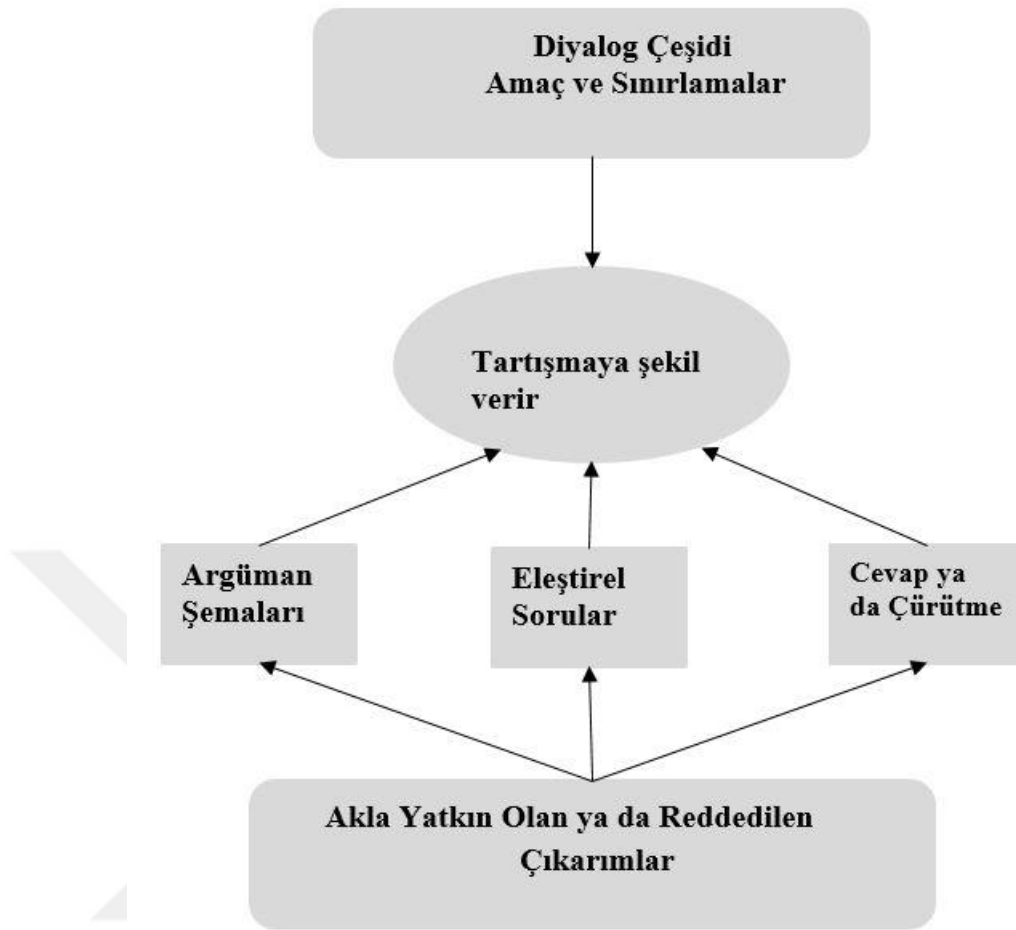 Diyalog Çeşidi
Amaç ve Sınırlamalar
Tartışmaya şekil
verir
Argüman
Şemaları
Eleştirel
Sorular
Cevap ya
da Çürütme
Akla Yatkın Olan ya da Reddedilen
Çıkarımlar